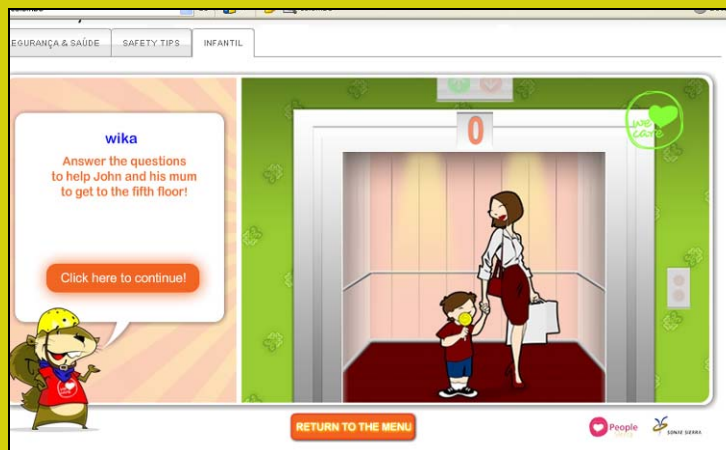 EGURANÇA & SAÚDE
SAFETY TIPS
INFANTIL
wika
Answer the questions
to help John and his mum
to get to the fifth floor!
Click here to continue!
0
we
care
RETURN TO THE MENU
People
SONAE SIERRA